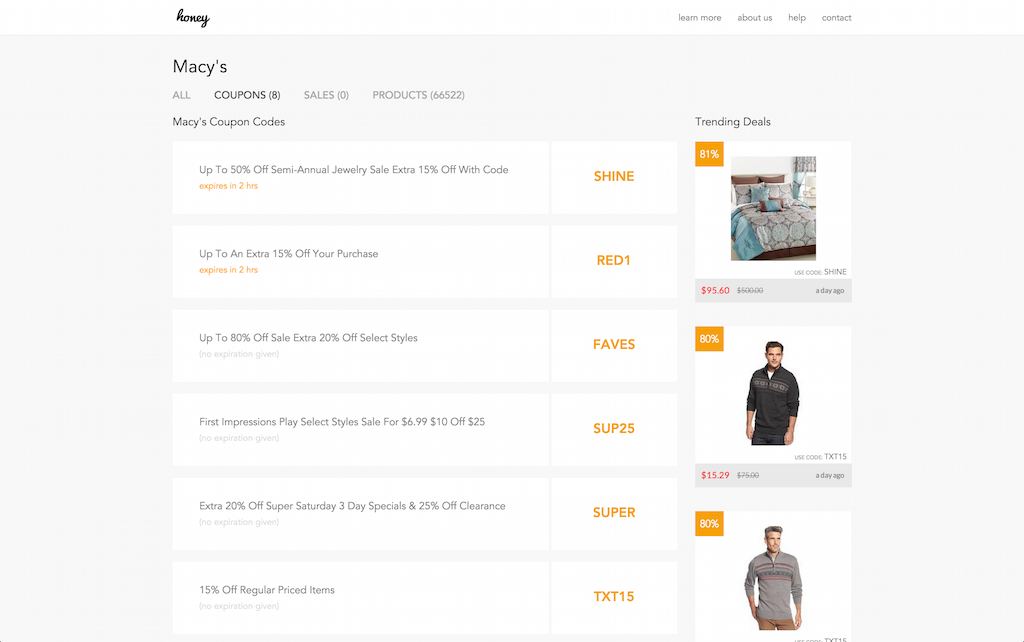 honey
learn more about us help contact
Macy's
ALL COUPONS (8) SALES (0) PRODUCTS (66522)
Macy's Coupon Codes
Up To 50% Off Semi-Annual Jewelry Sale Extra 15% Off With Code
expires in 2 hrs
SHINE
Up To An Extra 15% Off Your Purchase
expires in 2 hrs
RED1
Up To 80% Off Sale Extra 20% Off Select Styles
(no expiration given)
FAVES
First Impressions Play Select Styles Sale For $6.99 $10 Off $25
(no expiration given)
SUP25
Extra 20% Off Super Saturday 3 Day Specials & 25% Off Clearance
(no expiration given)
SUPER
15% Off Regular Priced Items
(no expiration given)
TXT15
Trending Deals
81%
USE CODE: SHINE
$95.60 $500.00 a day ago
80%
USE CODE: TXT15
$15.29 $75.00 a day ago
80%
USE CODE: TXT15